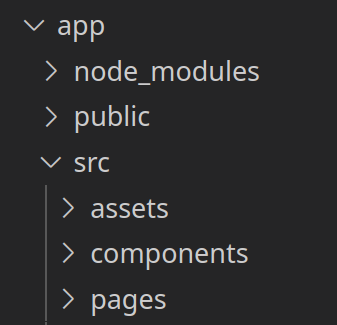 app
node_modules
public
src
assets
components
pages